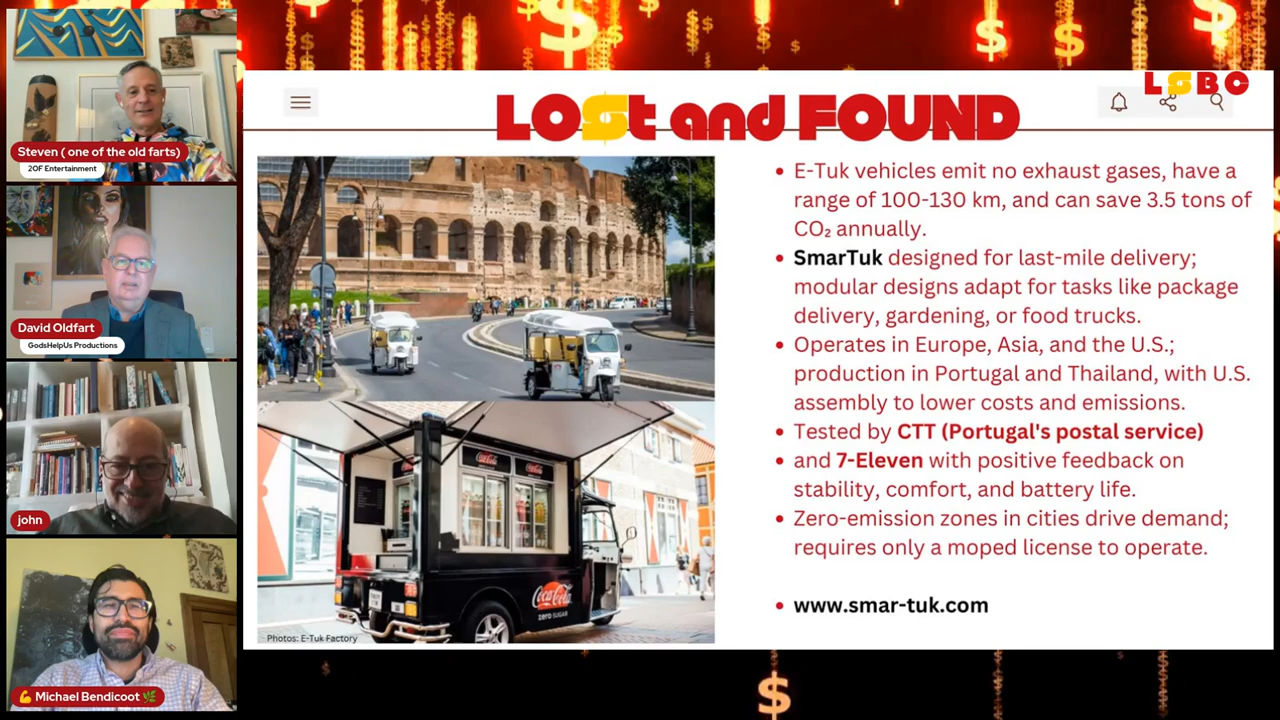 Steven ( one of the old farts)
2OF Entertainment
David Oldfart
GodsHelpUs Productions
john
💪 Michael Bendicoot 🌿
LSBC
LOSt and FOUND
E-Tuk vehicles emit no exhaust gases, have a
range of 100-130 km, and can save 3.5 tons of
CO₂ annually.
SmarTuk designed for last-mile delivery;
modular designs adapt for tasks like package
delivery, gardening, or food trucks.
Operates in Europe, Asia, and the U.S.;
production in Portugal and Thailand, with U.S.
assembly to lower costs and emissions.
Tested by CTT (Portugal's postal service)
and 7-Eleven with positive feedback on
stability, comfort, and battery life.
Zero-emission zones in cities drive demand;
requires only a moped license to operate.
www.smar-tuk.com
Coca-Cola
zero SUGAR
Photos: E-Tuk Factory